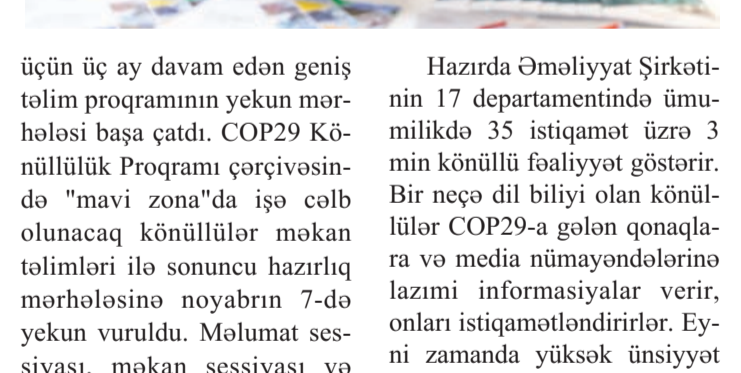 üçün üç ay davam edən geniş
təlim proqramının yekun mər-
hələsi başa çatdı. COP29 Kö-
nüllülük Proqramı çərçivəsin-
də "mavi zona"da işə cəlb
olunacaq könüllülər məkan
təlimləri ilə sonuncu hazırlıq
mərhələsinə noyabrın 7-də
yekun vuruldu. Məlumat ses-
siyası, məkan sessiyası və
Hazırda Əməliyyat Şirkəti-
nin 17 departamentində ümu-
milikdə 35 istiqamət üzrə 3
min könüllü fəaliyyət göstərir.
Bir neçə dil biliyi olan könül-
lülər COP29-a gələn qonaqla-
ra və media nümayəndələrinə
lazımi informasiyalar verir,
onları istiqamətləndirirlər. Ey-
ni zamanda yüksək ünsiyyət